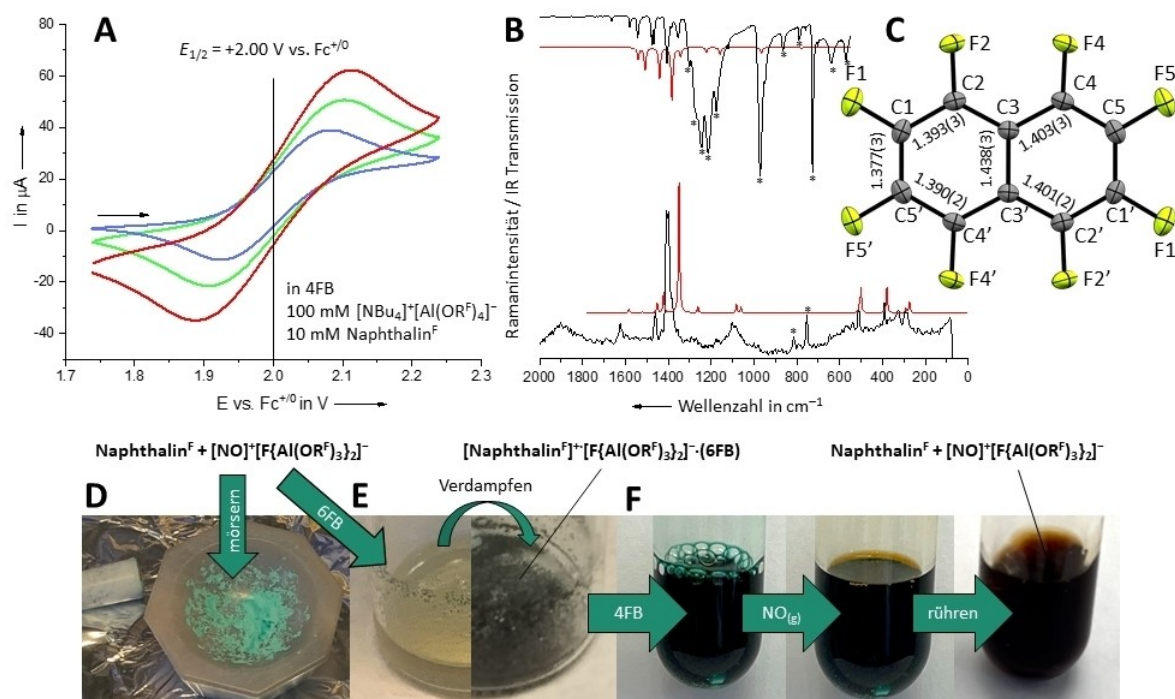 A
E₁/₂ = +2.00 V vs. Fc⁺/⁰
I in µA
60
40
20
0
-20
-40
in 4FB
100 mM [NBu₄]⁺[Al(ORᶠ)₄]⁻
10 mM Naphthalinᶠ
1.7 1.8 1.9 2.0 2.1 2.2 2.3
E vs. Fc⁺/⁰ in V
B
Ramanintensität / IR Transmission
* * * * * * * * * * *
* *
2000 1800 1600 1400 1200 1000 800 600 400 200 0
Wellenzahl in cm⁻¹
C
F2 F4
F1 F5
C2 C4
C1 C3 C5
1.393(3) 1.403(3)
1.377(3) 1.438(3)
1.390(2) 1.401(2)
C5’ C3’ C1’
C4’ C2’
F5’ F1
F4’ F2’
Naphthalinᶠ + [NO]⁺[F{Al(ORᶠ)₃}₂]⁻
[Naphthalinᶠ]⁺·[F{Al(ORᶠ)₃}₂]⁻·(6FB)
Naphthalinᶠ + [NO]⁺[F{Al(ORᶠ)₃}₂]⁻
D
mörsern
6FB
E
Verdampfen
F
4FB
NO(g)
rühren